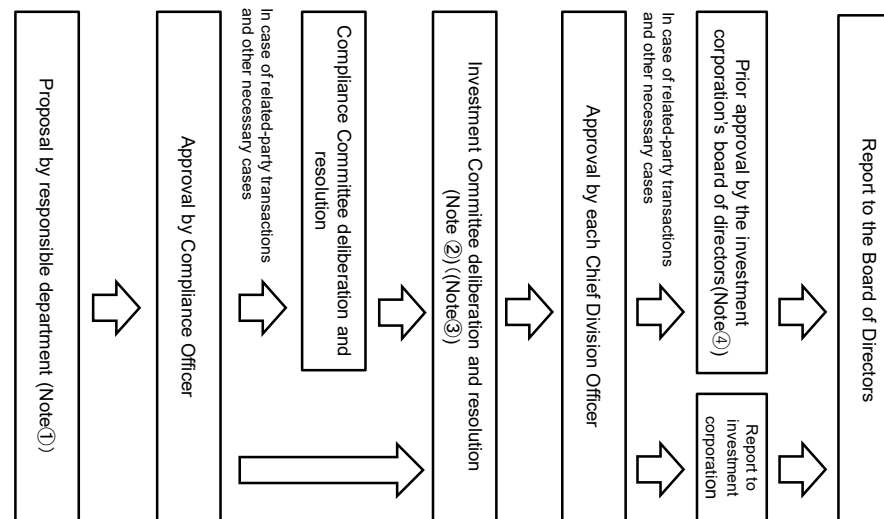 Proposal by responsible department (Note①)
Approval by Compliance Officer
In case of related-party transactions
and other necessary cases
Compliance Committee deliberation and
resolution
Investment Committee deliberation and resolution
(Note ②) ((Note③))
Approval by each Chief Division Officer
In case of related-party transactions
and other necessary cases
Prior approval by the investment
corporation's board of directors(Note④)
Report to
investment
corporation
Report to the Board of Directors